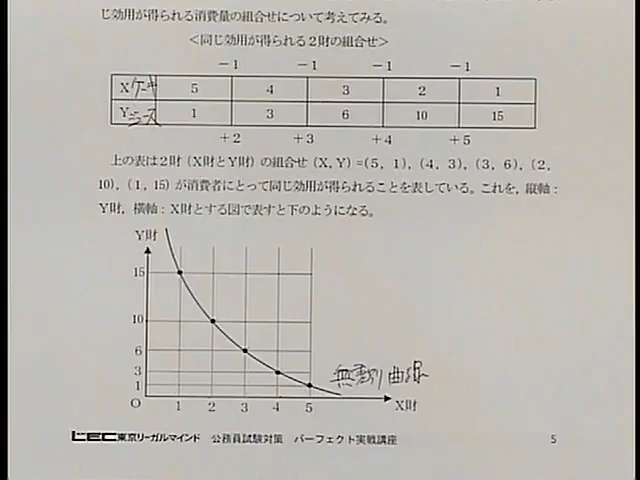 じ効用が得られる消費量の組合せについて考えてみる。
＜同じ効用が得られる２財の組合せ＞
－1 －1 －1 －1
X ケーキ 5 4 3 2 1
Y ジュース 1 3 6 10 15
＋2 ＋3 ＋4 ＋5
上の表は２財（X財とY財）の組合せ（X, Y）＝（5, 1），（4, 3），（3, 6），（2,
10），（1, 15）が消費者にとって同じ効用が得られることを表している。これを，縦軸：
Y財，横軸：X財とする図で表すと下のようになる。
Y財
15
10
6
3
1
無差別曲線
O 1 2 3 4 5 X財
LEC東京リーガルマインド 公務員試験対策 パーフェクト実戦講座 5